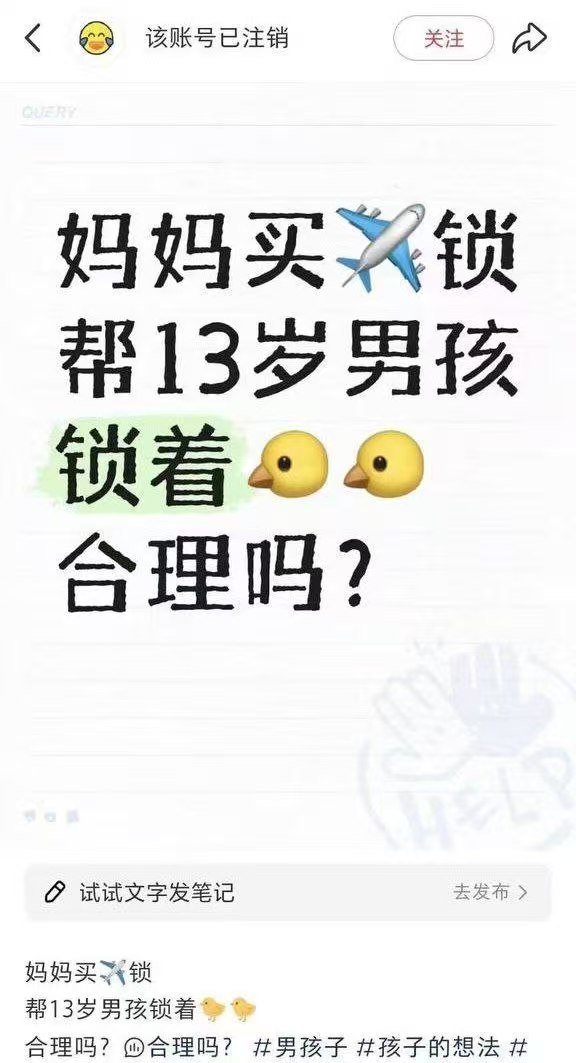 该账号已注销
关注
QUERY
妈妈买✈️锁
帮13岁男孩
锁着🐤🐤
合理吗?
HELP
试试文字发笔记
去发布
妈妈买✈️锁
帮13岁男孩锁着🐤🐤
合理吗? 合理吗? #男孩子 #孩子的想法 #